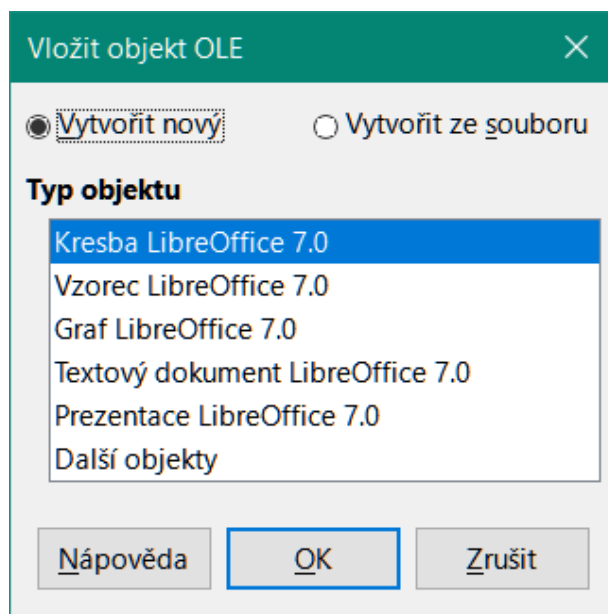 Vložit objekt OLE
Vytvořit nový Vytvořit ze souboru
Typ objektu
Kresba LibreOffice 7.0
Vzorec LibreOffice 7.0
Graf LibreOffice 7.0
Textový dokument LibreOffice 7.0
Prezentace LibreOffice 7.0
Další objekty
Nápověda OK Zrušit